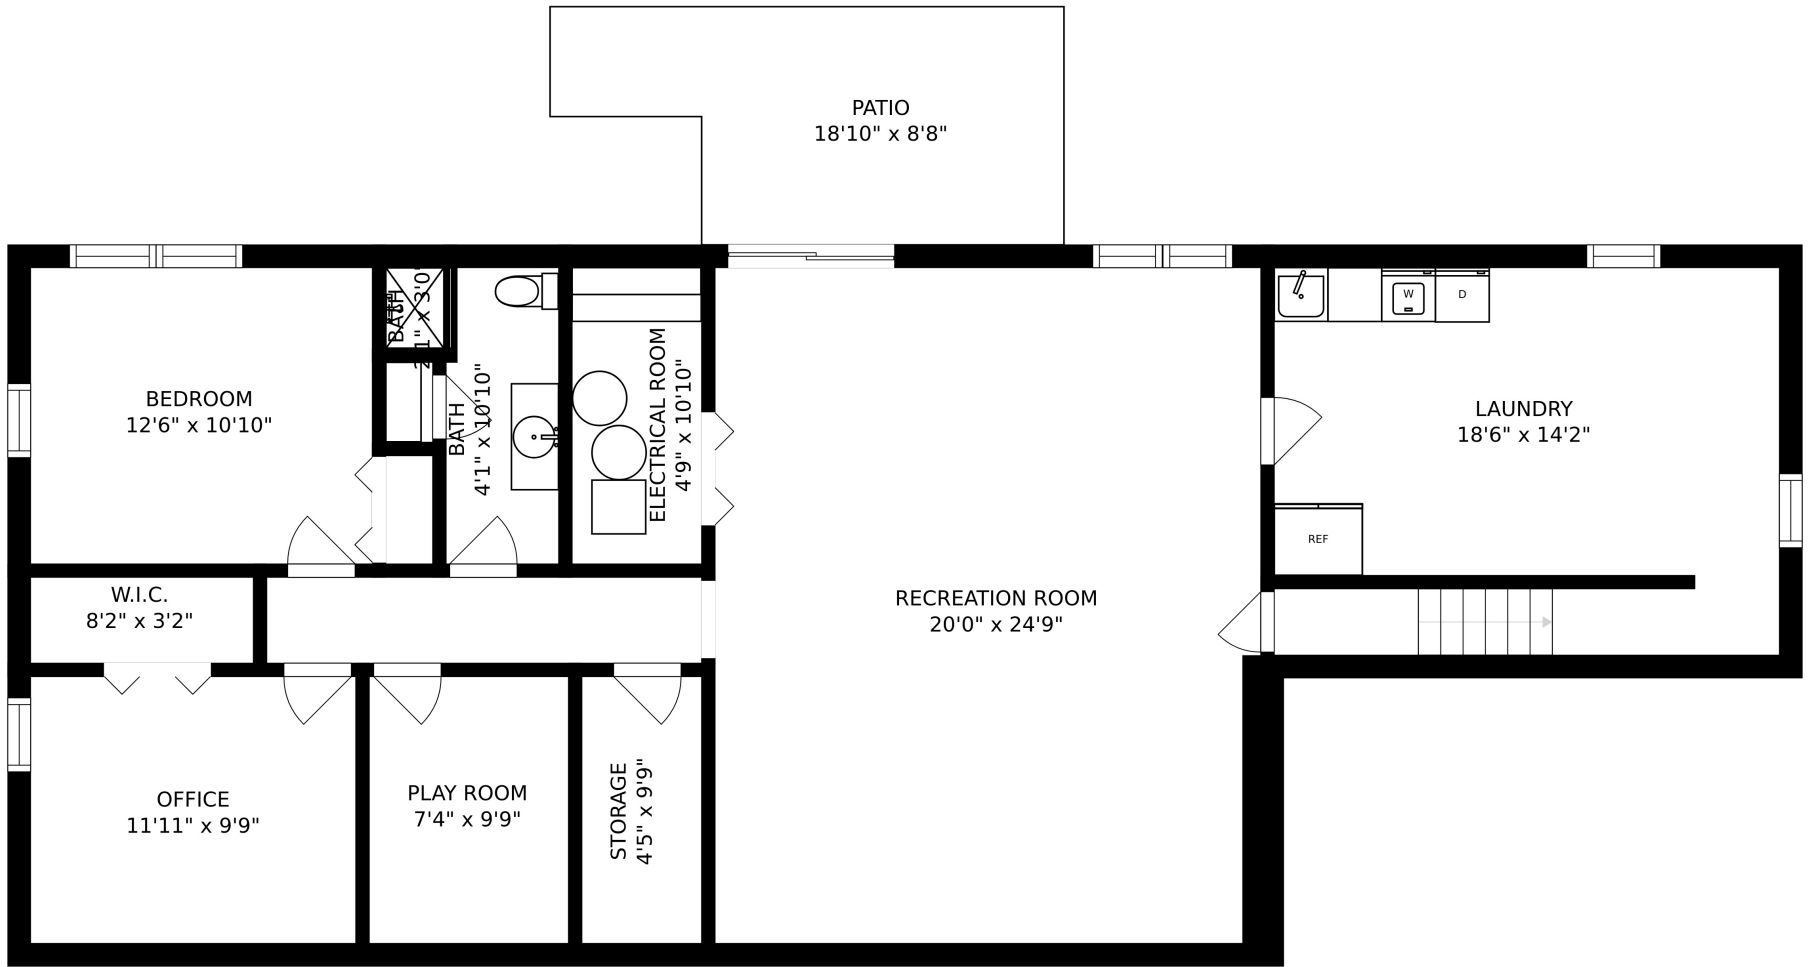 PATIO
18'10" x 8'8"
BEDROOM
12'6" x 10'10"
BATH
BATH
4'1" x 10'10"
ELECTRICAL ROOM
4'9" x 10'10"
W
D
LAUNDRY
18'6" x 14'2"
REF
W.I.C.
8'2" x 3'2"
RECREATION ROOM
20'0" x 24'9"
OFFICE
11'11" x 9'9"
PLAY ROOM
7'4" x 9'9"
STORAGE
4'5" x 9'9"